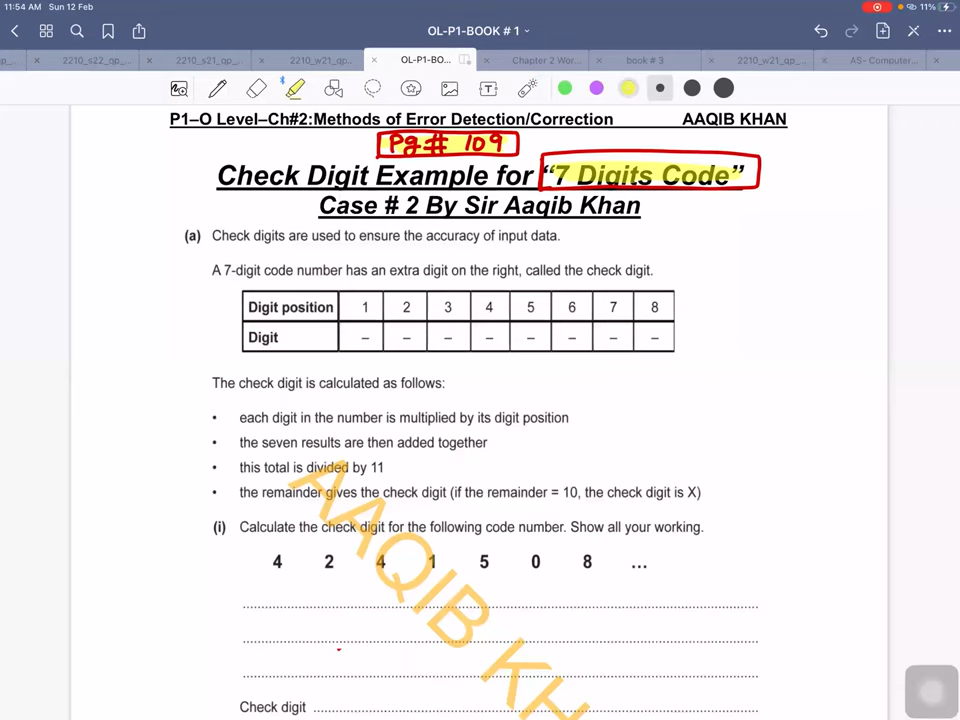 11:54 AM Sun 12 Feb
11%
OL-P1-BOOK # 1
2210_s22_qp_...
2210_s21_qp_...
2210_w21_qp_...
OL-P1-BO...
Chapter 2 Wor...
book # 3
2210_w21_qp_...
AS- Computer...
P1–O Level–Ch#2:Methods of Error Detection/Correction AAQIB KHAN
Pg# 109
Check Digit Example for “7 Digits Code”
Case # 2 By Sir Aaqib Khan
(a) Check digits are used to ensure the accuracy of input data.
A 7-digit code number has an extra digit on the right, called the check digit.
Digit position 1 2 3 4 5 6 7 8
Digit – – – – – – – –
The check digit is calculated as follows:
• each digit in the number is multiplied by its digit position
• the seven results are then added together
• this total is divided by 11
• the remainder gives the check digit (if the remainder = 10, the check digit is X)
(i) Calculate the check digit for the following code number. Show all your working.
4 2 4 1 5 0 8 ...
Check digit
AAQIB KH